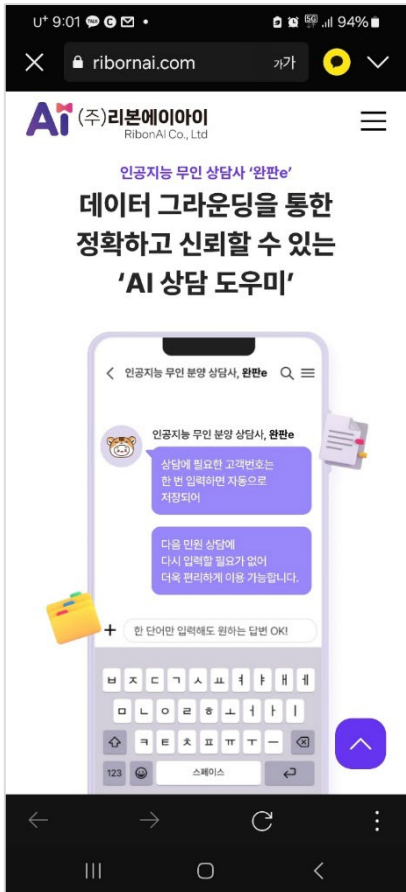 U⁺ 9:01
5G .ıl 94%
ribornai.com
가가
Ai (주)리본에이아이
RibonAI Co., Ltd
인공지능 무인 상담사 ‘완판e’
데이터 그라운딩을 통한
정확하고 신뢰할 수 있는
‘AI 상담 도우미’
인공지능 무인 분양 상담사, 완판e
인공지능 무인 분양 상담사, 완판e
상담에 필요한 고객번호는
한 번 입력하면 자동으로
저장되어
다음 민원 상담에
다시 입력할 필요가 없어
더욱 편리하게 이용 가능합니다.
한 단어만 입력해도 원하는 답변 OK!
ㅂ ㅈ ㄷ ㄱ ㅅ ㅛ ㅕ ㅑ ㅐ ㅔ
ㅁ ㄴ ㅇ ㄹ ㅎ ㅗ ㅓ ㅏ ㅣ
ㅋ ㅌ ㅊ ㅍ ㅠ ㅜ ㅡ
123 스페이스